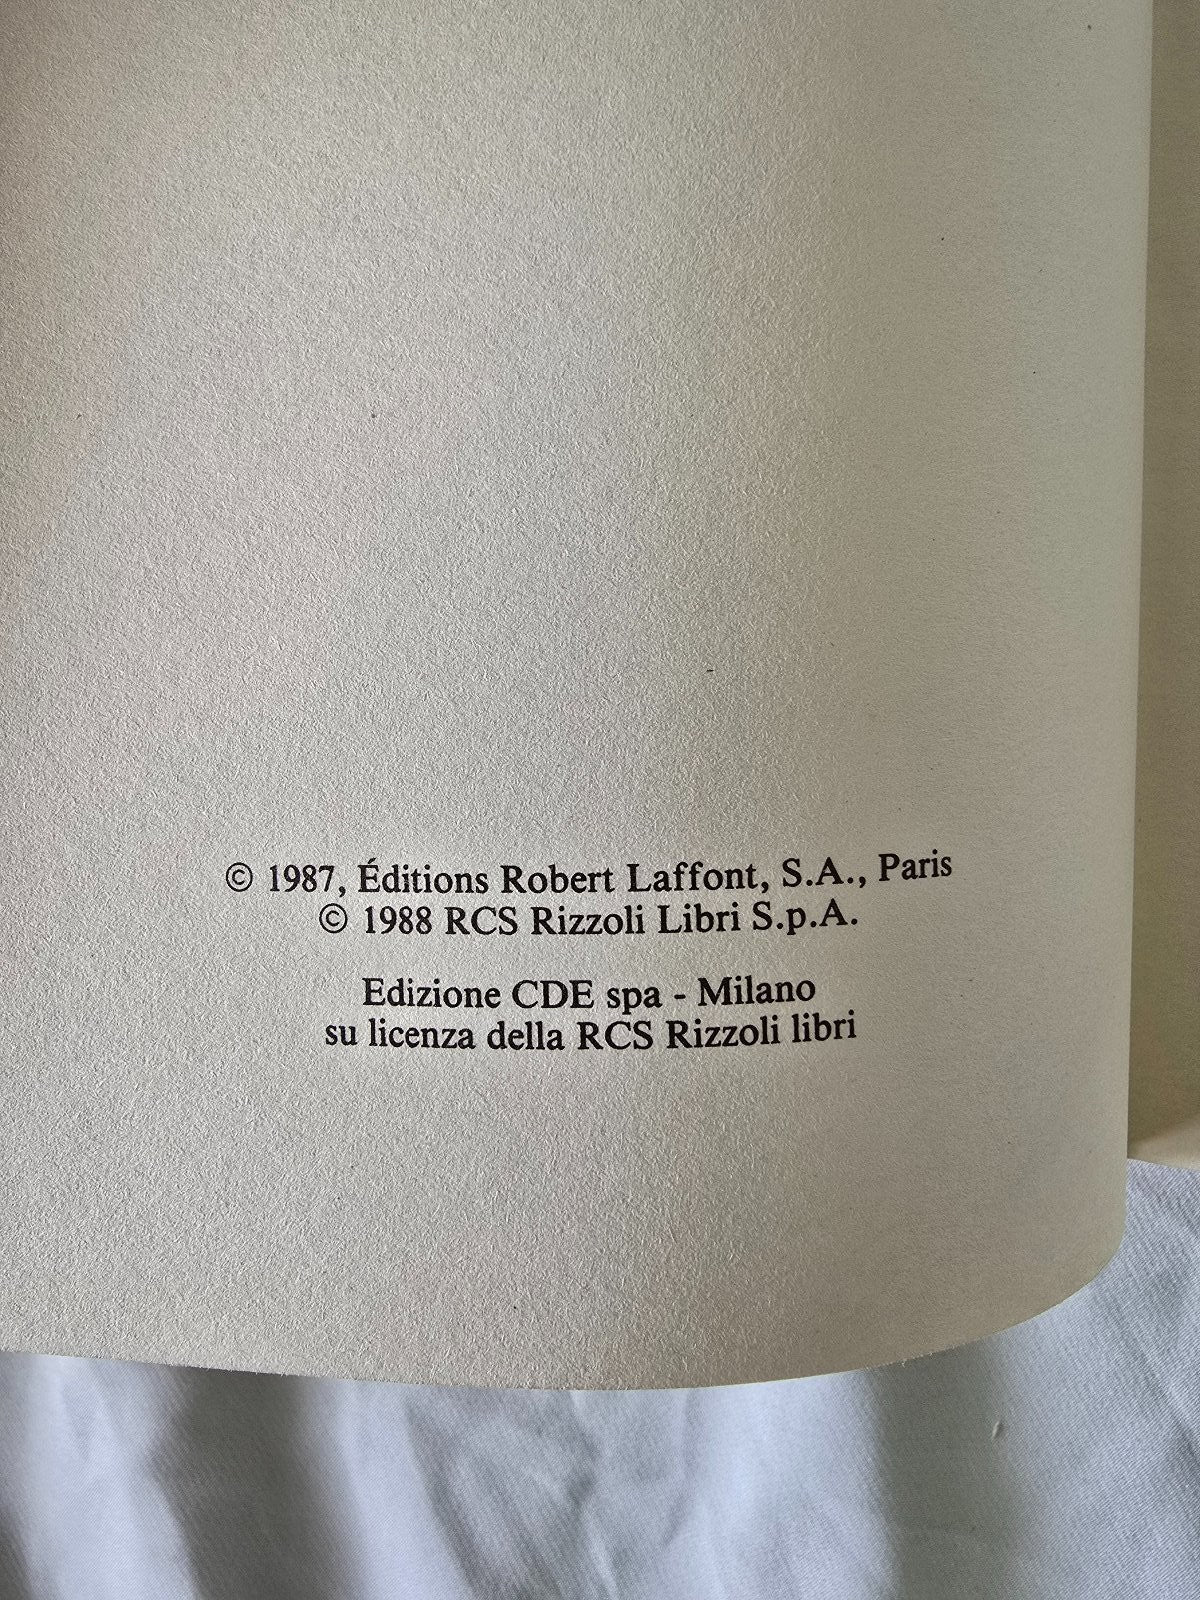 © 1987, Éditions Robert Laffont, S.A., Paris
© 1988 RCS Rizzoli Libri S.p.A.
Edizione CDE spa - Milano
su licenza della RCS Rizzoli libri